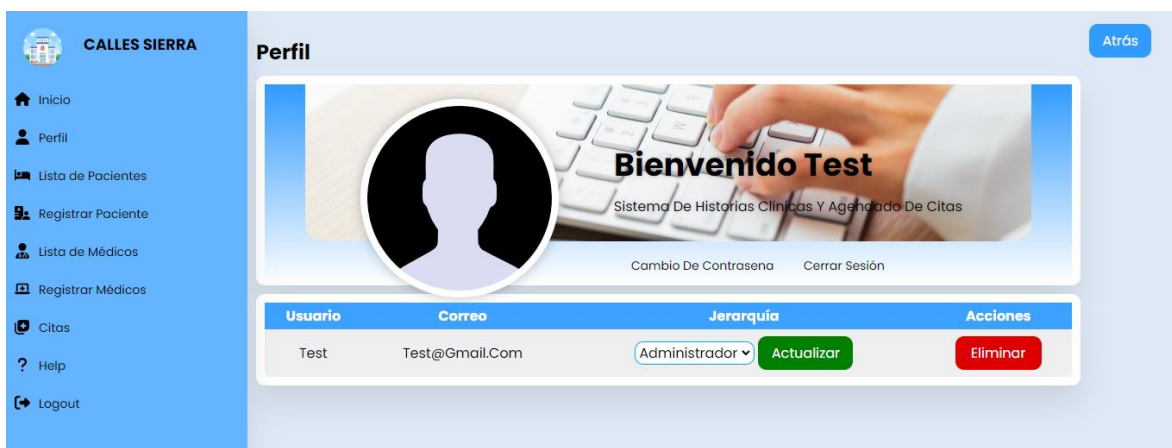 CALLES SIERRA
Inicio
Perfil
Lista de Pacientes
Registrar Paciente
Lista de Médicos
Registrar Médicos
Citas
? Help
Logout
Perfil
Atrás
Bienvenido Test
Sistema De Historias Clínicas Y Agendado De Citas
Cambio De Contrasena Cerrar Sesión
Usuario Correo Jerarquía Acciones
Test Test@Gmail.Com Administrador Actualizar Eliminar